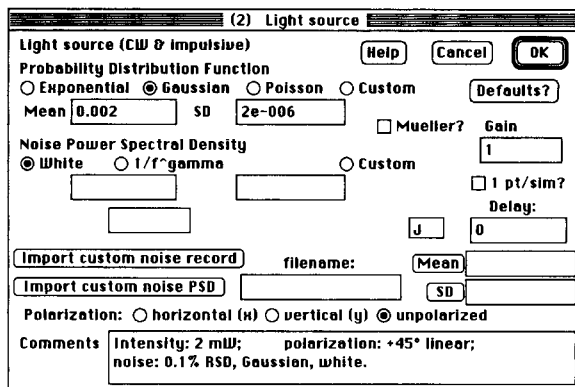 (2) Light source
Light source (CW & impulsive)
Help Cancel OK
Probability Distribution Function
Exponential Gaussian Poisson Custom
Defaults?
Mean 0.002 SD 2e-006
Mueller? Gain
Noise Power Spectral Density
1
White 1/f^gamma Custom
1 pt/sim?
Delay:
J 0
Import custom noise record filename: Mean
Import custom noise PSD SD
Polarization: horizontal (x) vertical (y) unpolarized
Comments Intensity: 2 mW; polarization: +45° linear;
noise: 0.1% RSD, Gaussian, white.